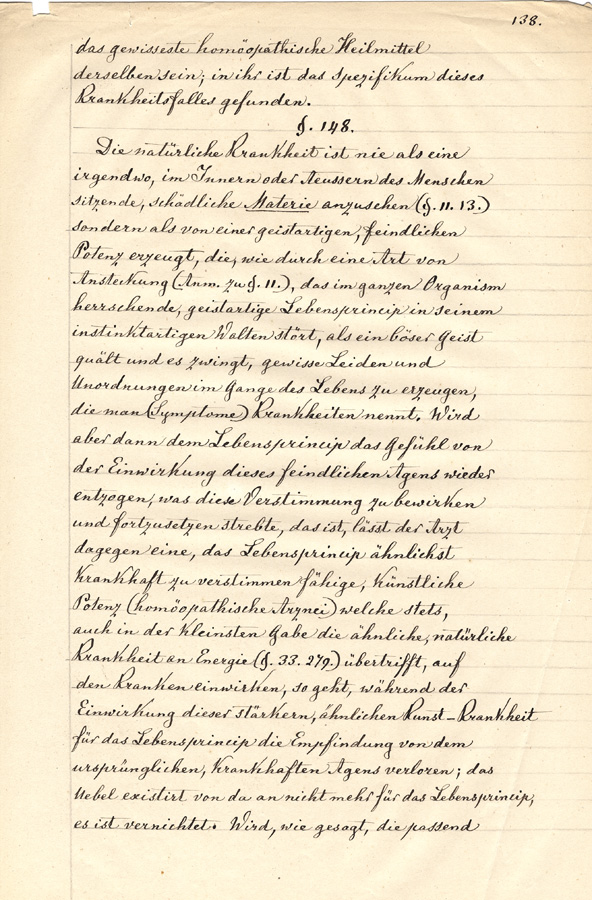 138.
das gewisseste homöopathische Heilmittel
derselben sein; in ihr ist das Spezifikum dieses
Krankheitsfalles gefunden.
§. 148.
Die natürliche Krankheit ist nie als eine
irgendwo, im Innern oder Aeussern des Menschen
sitzende, schädliche Materie anzusehen (§. 11. 13.)
sondern als von einer geistartigen, feindlichen
Potenz erzeugt, die, wie durch eine Art von
Ansteckung (Anm. zu §. 11.), das im ganzen Organism
herrschende, geistartige Lebensprincip in seinem
instinktartigen Walten stört, als ein böser Geist
quält und es zwingt, gewisse Leiden und
Unordnungen im Gange des Lebens zu erzeugen,
die man (Symptome) Krankheiten nennt. Wird
aber dann dem Lebensprincip das Gefühl von
der Einwirkung dieses feindlichen Agens wieder
entzogen, was diese Verstimmung zu bewirken
und fortzusetzen strebte, das ist, lässt der Arzt
dagegen eine, das Lebensprincip ähnlichst
krankhaft zu verstimmen fähige, künstliche
Potenz (homöopathische Arznei) welche stets,
auch in der kleinsten Gabe die ähnliche, natürliche
Krankheit an Energie (§. 33. 279.) übertrifft, auf
den Kranken einwirken, so geht, während der
Einwirkung dieser stärkern, ähnlichen Kunst-Krankheit
für das Lebensprincip die Empfindung von dem
ursprünglichen, krankhaften Agens verloren; das
Uebel existirt von da an nicht mehr für das Lebensprincip,
es ist vernichtet. Wird, wie gesagt, die passend